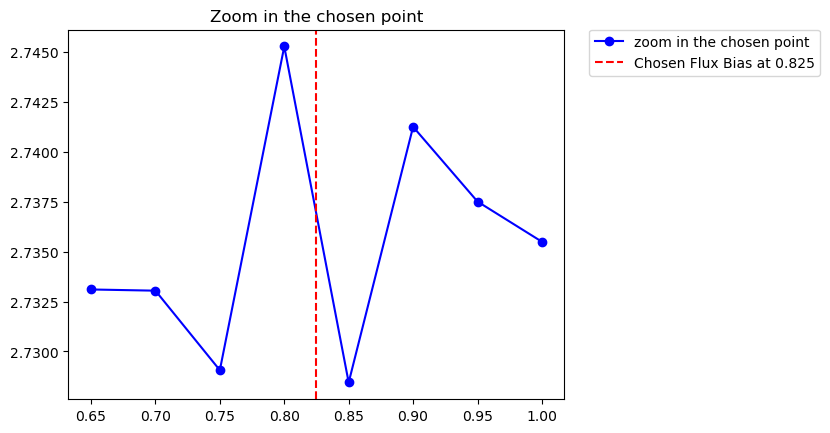 Zoom in the chosen point
zoom in the chosen point
Chosen Flux Bias at 0.825
2.7450
2.7425
2.7400
2.7375
2.7350
2.7325
2.7300
0.65 0.70 0.75 0.80 0.85 0.90 0.95 1.00